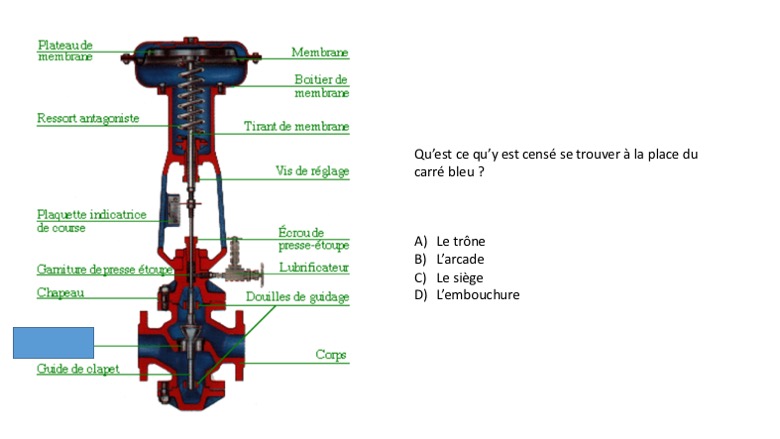 Plateau de
membrane
Membrane
Boitier de
membrane
Ressort antagoniste
Tirant de membrane
Vis de réglage
Plaquette indicatrice
de course
Écrou de
presse-étoupe
Garniture de presse étoupe
Lubrificateur
Chapeau
Douilles de guidage
Corps
Guide de clapet
Qu’est ce qu’y est censé se trouver à la place du
carré bleu ?
A) Le trône
B) L’arcade
C) Le siège
D) L’embouchure